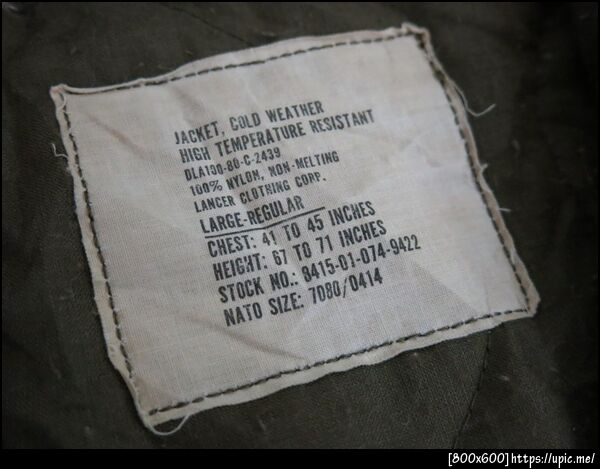 JACKET, COLD WEATHER
HIGH TEMPERATURE RESISTANT
DLA100-80-C-2439
100% NYLON, NON-MELTING
LANCER CLOTHING CORP.
LARGE-REGULAR
CHEST: 41 TO 45 INCHES
HEIGHT: 67 TO 71 INCHES
STOCK NO.: 8415-01-074-9422
NATO SIZE: 7080/0414
[800x600]https://upic.me/